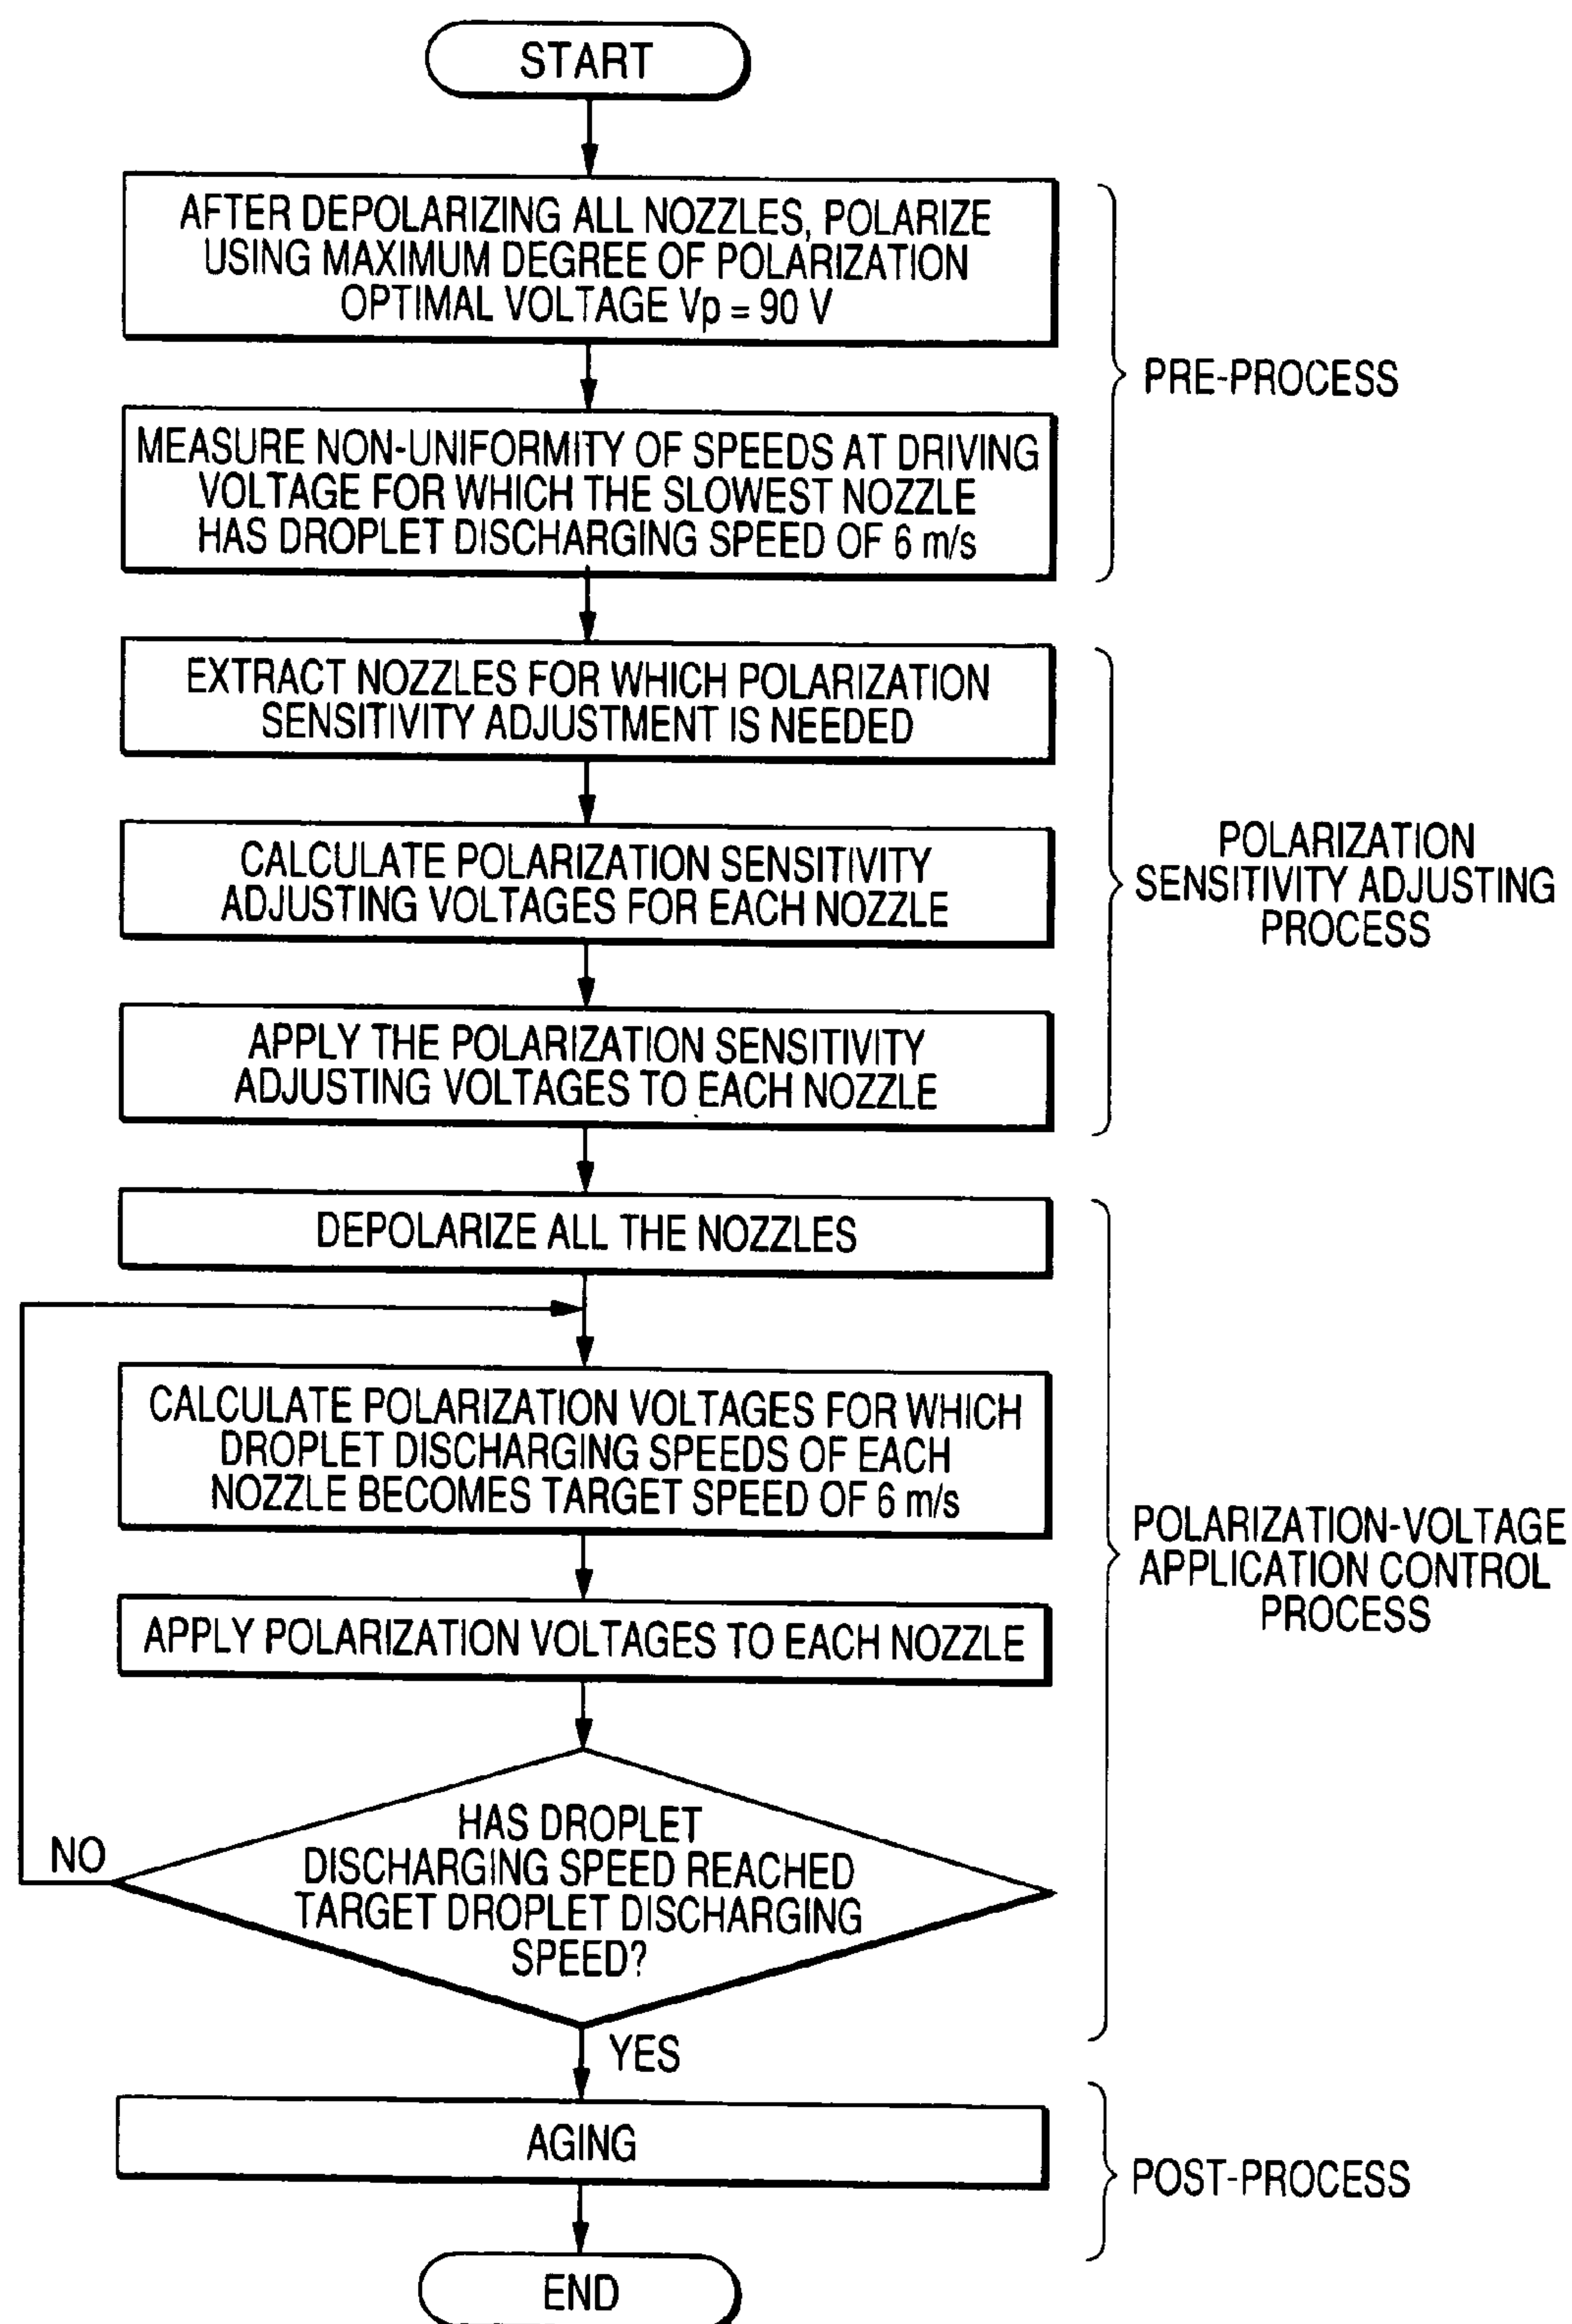 START
AFTER DEPOLARIZING ALL NOZZLES, POLARIZE
USING MAXIMUM DEGREE OF POLARIZATION
OPTIMAL VOLTAGE Vp = 90 V
MEASURE NON-UNIFORMITY OF SPEEDS AT DRIVING
VOLTAGE FOR WHICH THE SLOWEST NOZZLE
HAS DROPLET DISCHARGING SPEED OF 6 m/s
PRE-PROCESS
EXTRACT NOZZLES FOR WHICH POLARIZATION
SENSITIVITY ADJUSTMENT IS NEEDED
CALCULATE POLARIZATION SENSITIVITY
ADJUSTING VOLTAGES FOR EACH NOZZLE
APPLY THE POLARIZATION SENSITIVITY
ADJUSTING VOLTAGES TO EACH NOZZLE
POLARIZATION
SENSITIVITY ADJUSTING
PROCESS
DEPOLARIZE ALL THE NOZZLES
CALCULATE POLARIZATION VOLTAGES FOR WHICH
DROPLET DISCHARGING SPEEDS OF EACH
NOZZLE BECOMES TARGET SPEED OF 6 m/s
APPLY POLARIZATION VOLTAGES TO EACH NOZZLE
HAS DROPLET
DISCHARGING SPEED REACHED
TARGET DROPLET DISCHARGING
SPEED?
NO
YES
POLARIZATION-VOLTAGE
APPLICATION CONTROL
PROCESS
AGING
POST-PROCESS
END